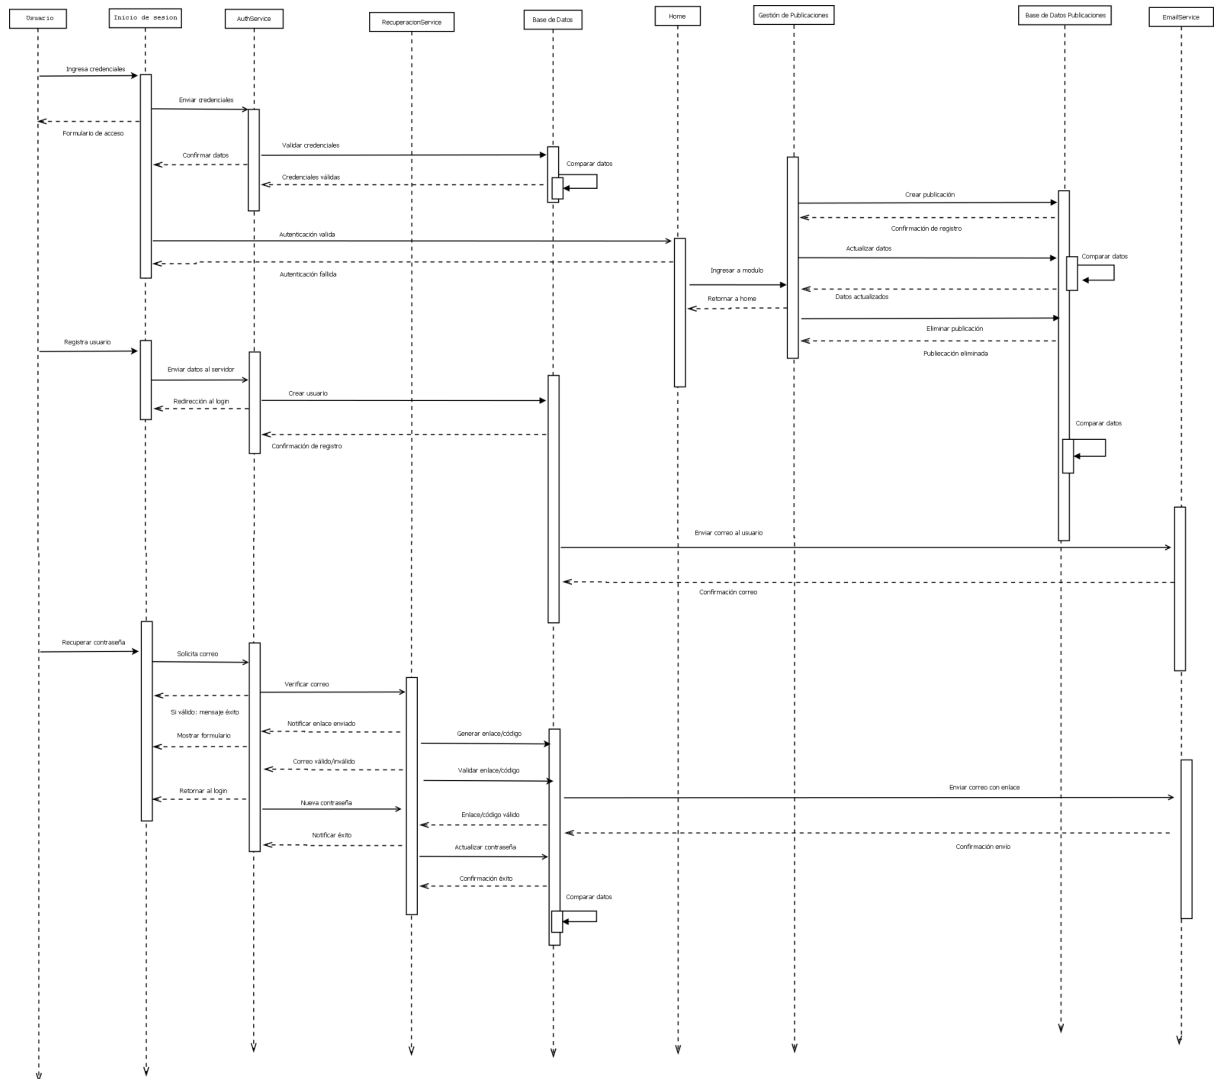 Usuario
Inicio de sesion
AuthService
RecuperacionService
Base de Datos
Home
Gestión de Publicaciones
Base de Datos Publicaciones
EmailService
Ingresa credenciales
Enviar credenciales
Formulario de acceso
Validar credenciales
Confirmar datos
Comparar datos
Credenciales válidas
Crear publicación
Confirmación de registro
Autenticación valida
Actualizar datos
Comparar datos
Autenticación fallida
Ingresar a modulo
Datos actualizados
Retornar a home
Eliminar publicación
Registra usuario
Publiecación eliminada
Enviar datos al servidor
Crear usuario
Redirección al login
Comparar datos
Confirmación de registro
Enviar correo al usuario
Confirmación correo
Recuperar contraseña
Solicita correo
Verificar correo
Si válido: mensaje éxito
Notificar enlace enviado
Mostrar formulario
Generar enlace/código
Correo válido/inválido
Validar enlace/código
Retornar al login
Enviar correo con enlace
Nueva contraseña
Enlace/código válido
Notificar éxito
Actualizar contraseña
Confirmación envío
Confirmación éxito
Comparar datos